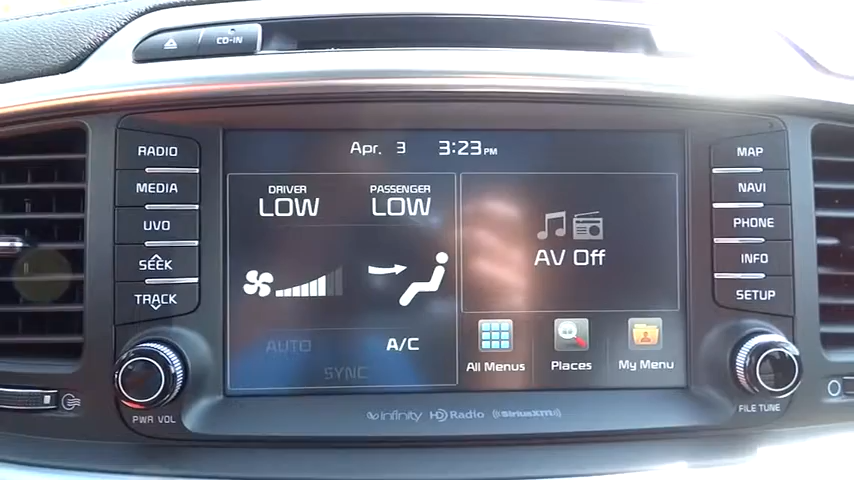 CD-IN
RADIO
MEDIA
UVO
SEEK
TRACK
PWR VOL
Apr. 3 3:23 PM
DRIVER PASSENGER
LOW LOW
AUTO A/C
SYNC
AV Off
All Menus Places My Menu
MAP
NAVI
PHONE
INFO
SETUP
FILE TUNE
Infinity HD Radio SiriusXM